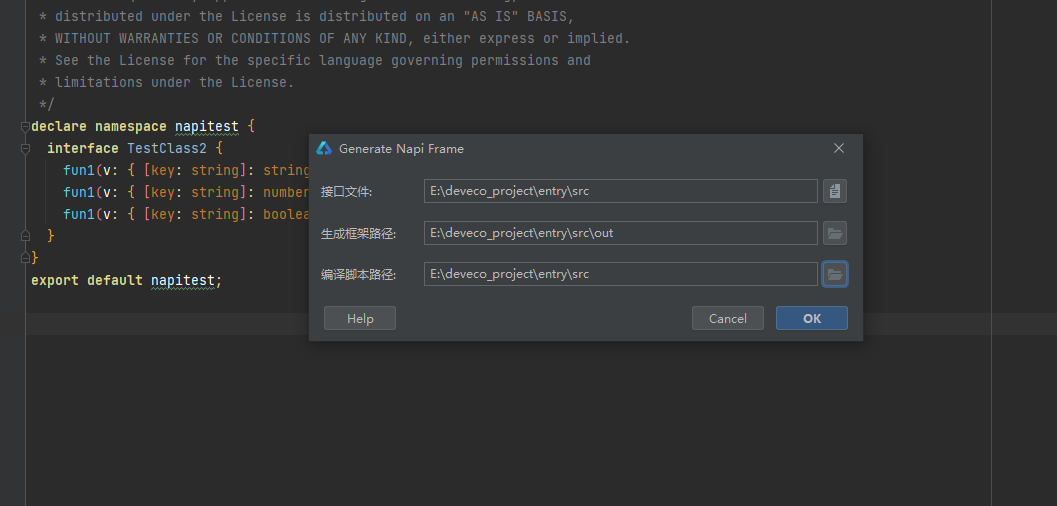 * distributed under the License is distributed on an "AS IS" BASIS,
* WITHOUT WARRANTIES OR CONDITIONS OF ANY KIND, either express or implied.
* See the License for the specific language governing permissions and
* limitations under the License.
*/
declare namespace napitest {
interface TestClass2 {
fun1(v: { [key: string]: string
fun1(v: { [key: string]: number
fun1(v: { [key: string]: boolea
}
}
export default napitest;
Generate Napi Frame
接口文件: E:\deveco_project\entry\src
生成框架路径: E:\deveco_project\entry\src\out
编译脚本路径: E:\deveco_project\entry\src
Help Cancel OK